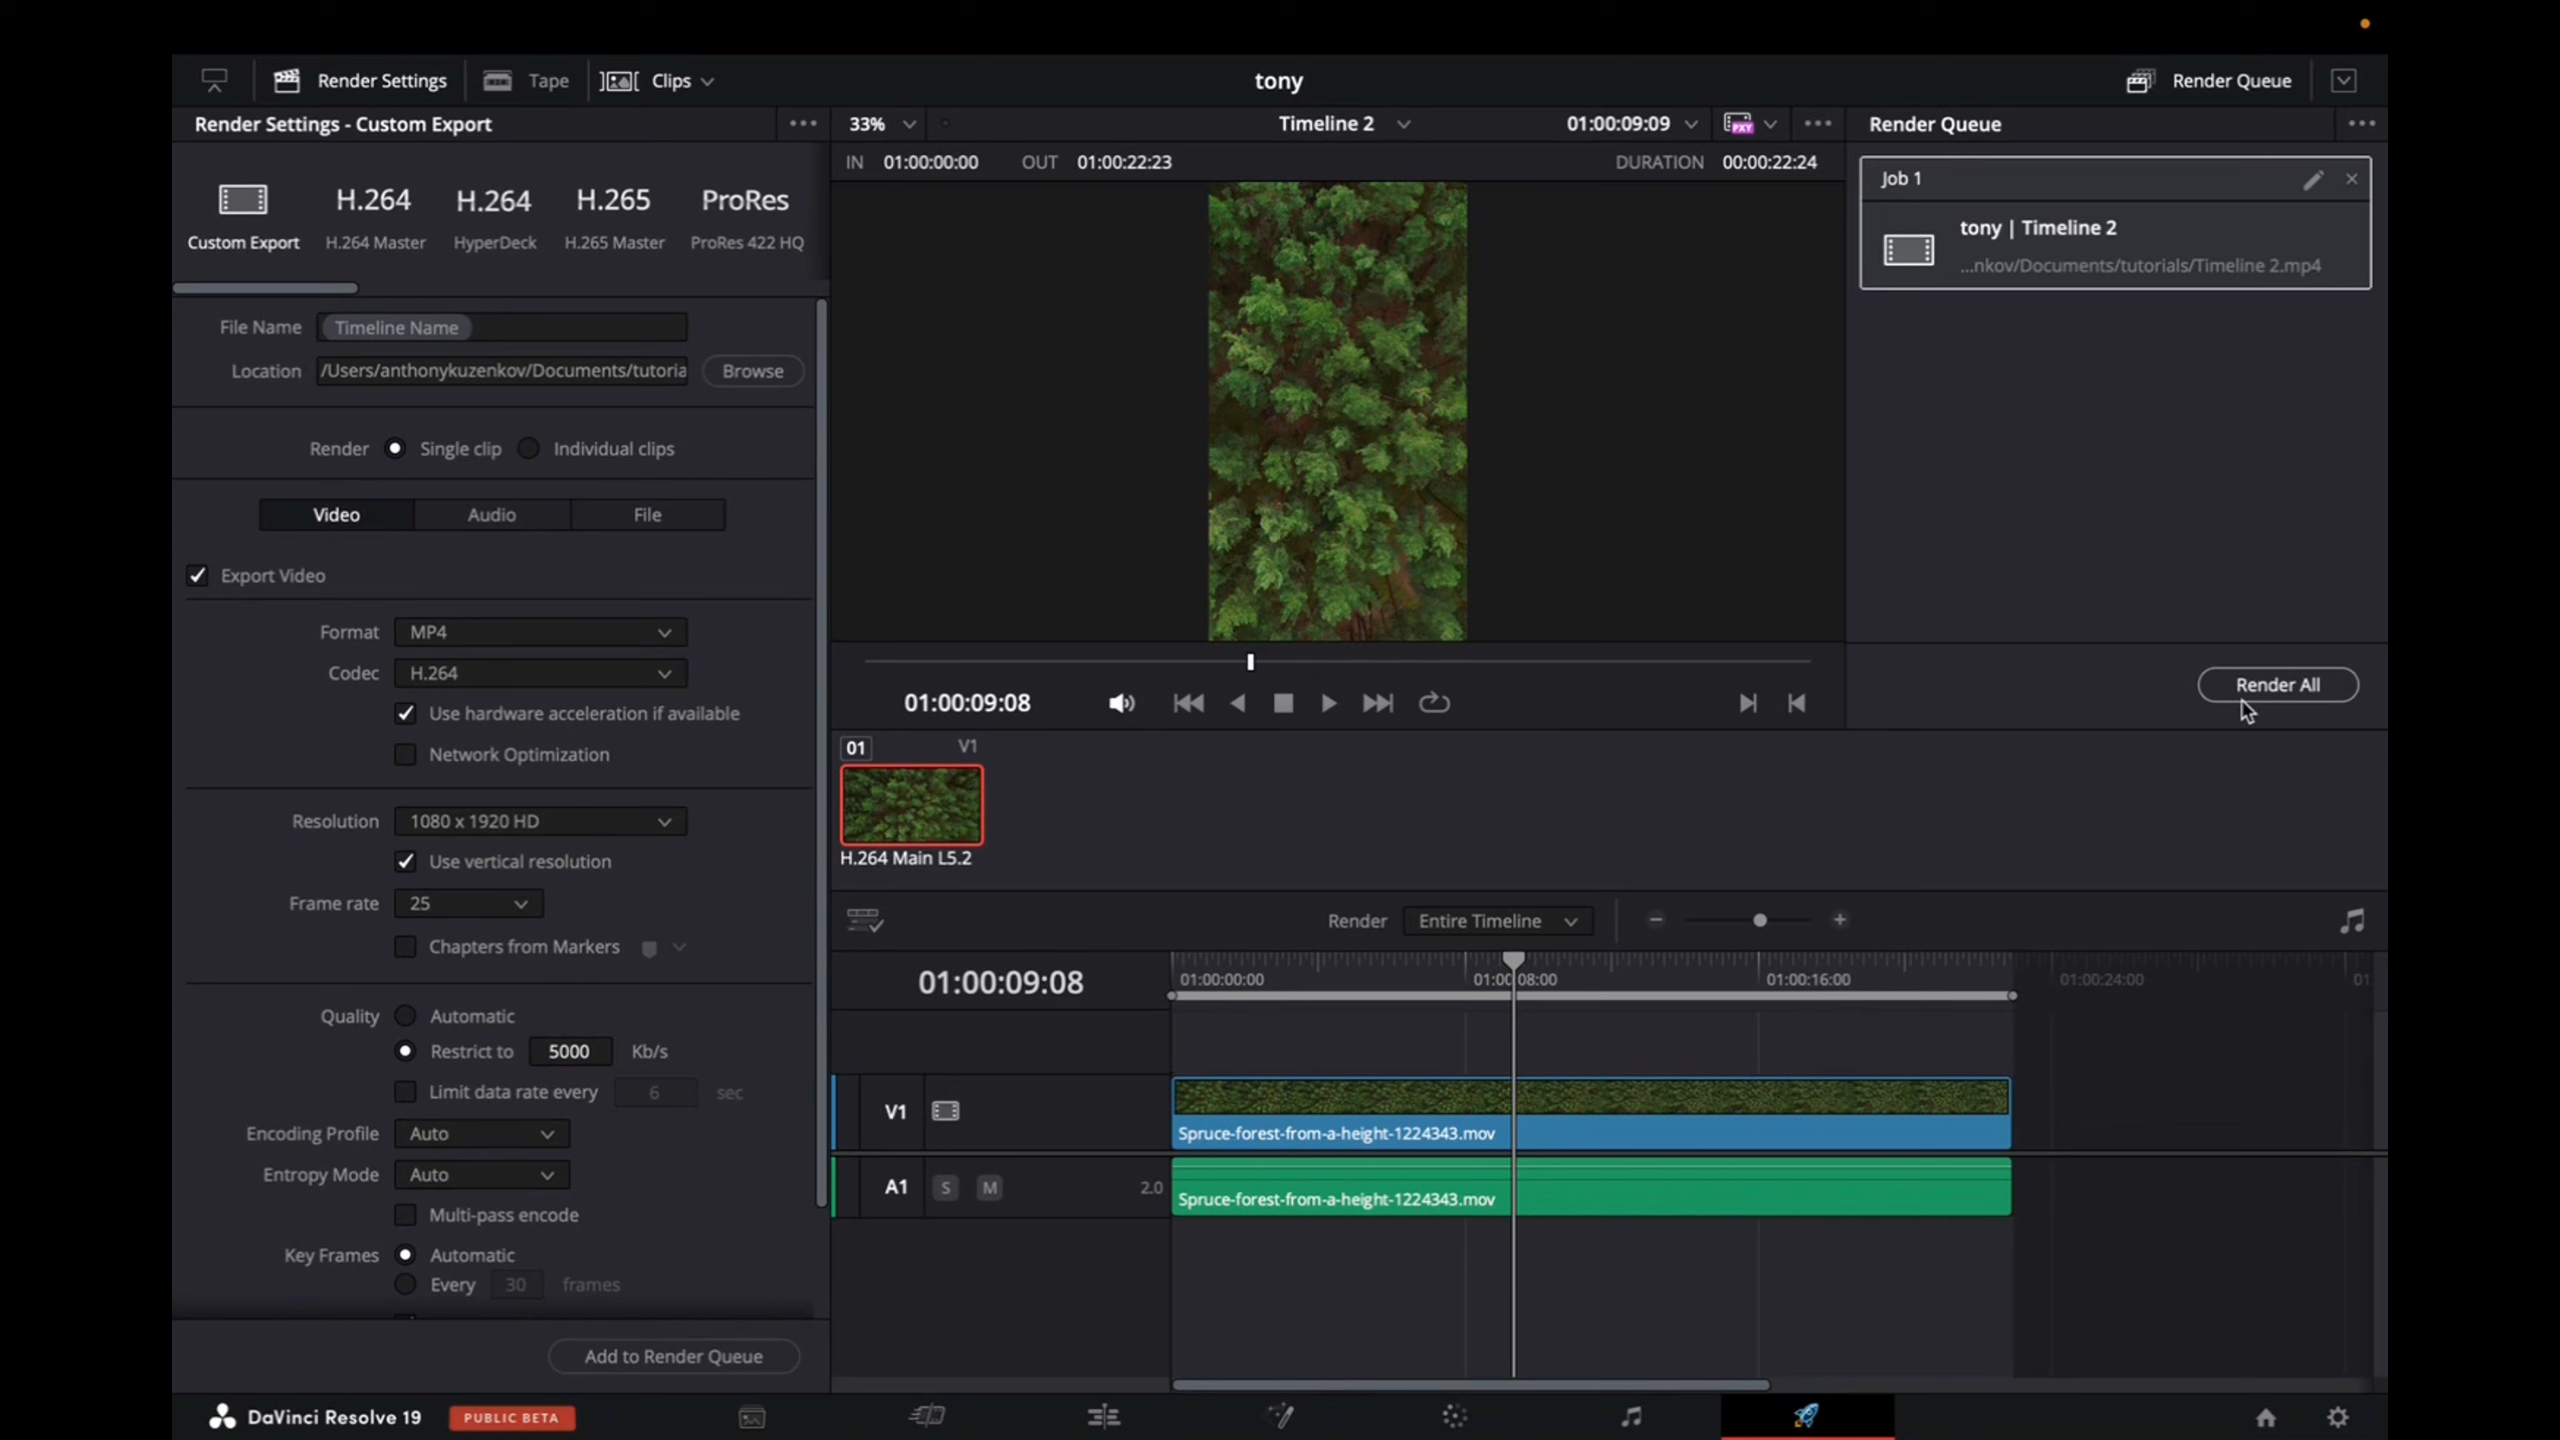 Render Settings
Tape
Clips
tony
Render Queue
Render Settings - Custom Export
33%
Timeline 2
01:00:09:09
PXY
Render Queue
IN 01:00:00:00
OUT 01:00:22:23
DURATION 00:00:22:24
H.264
H.264
H.265
ProRes
Custom Export
H.264 Master
HyperDeck
H.265 Master
ProRes 422 HQ
Job 1
tony | Timeline 2
...nkov/Documents/tutorials/Timeline 2.mp4
File Name
Timeline Name
Location
/Users/anthonykuzenkov/Documents/tutoria
Browse
Render
Single clip
Individual clips
Video
Audio
File
Export Video
Format
MP4
Codec
H.264
Use hardware acceleration if available
Network Optimization
Resolution
1080 x 1920 HD
Use vertical resolution
Frame rate
25
Chapters from Markers
Quality
Automatic
Restrict to 5000 Kb/s
Limit data rate every 6 sec
Encoding Profile
Auto
Entropy Mode
Auto
Multi-pass encode
Key Frames
Automatic
Every 30 frames
Add to Render Queue
01:00:09:08
Render All
01 V1
H.264 Main L5.2
Render
Entire Timeline
01:00:09:08
01:00:00:00
01:00:08:00
01:00:16:00
01:00:24:00
01:
V1
Spruce-forest-from-a-height-1224343.mov
A1
S
M
2.0
Spruce-forest-from-a-height-1224343.mov
DaVinci Resolve 19
PUBLIC BETA